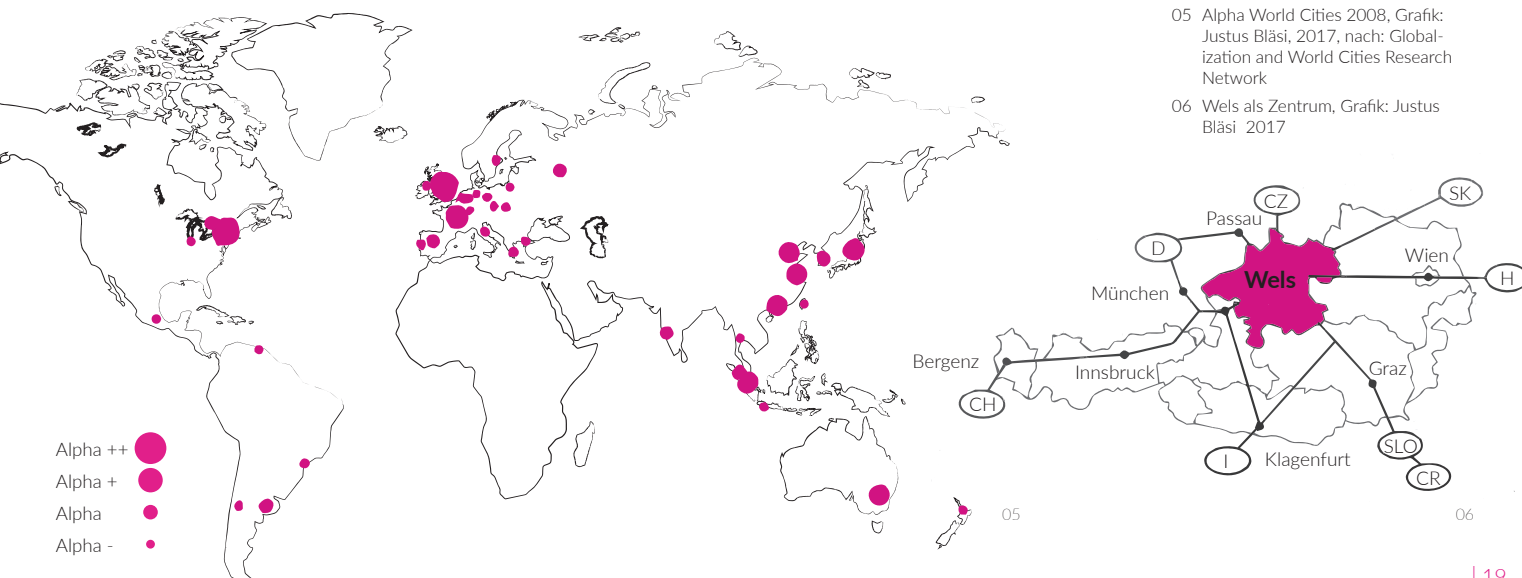 05 Alpha World Cities 2008, Grafik:
Justus Bläsi, 2017, nach: Global-
ization and World Cities Research
Network
06 Wels als Zentrum, Grafik: Justus
Bläsi 2017
Alpha ++
Alpha +
Alpha
Alpha -
05
CZ
SK
Passau
D
Wien
Wels
H
München
Bergenz
Innsbruck
Graz
CH
SLO
I
Klagenfurt
CR
06
| 19